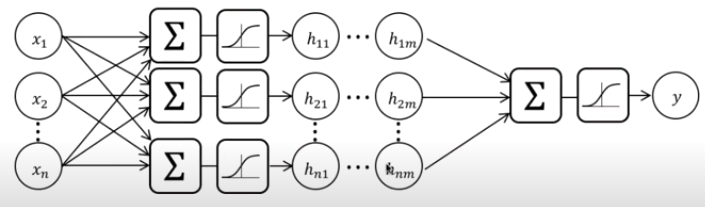 x₁ Σ h₁₁ ⋯ h₁ₘ
x₂ Σ h₂₁ ⋯ h₂ₘ Σ y
⋮ ⋮ ⋮
xₙ Σ hₙ₁ ⋯ hₙₘ